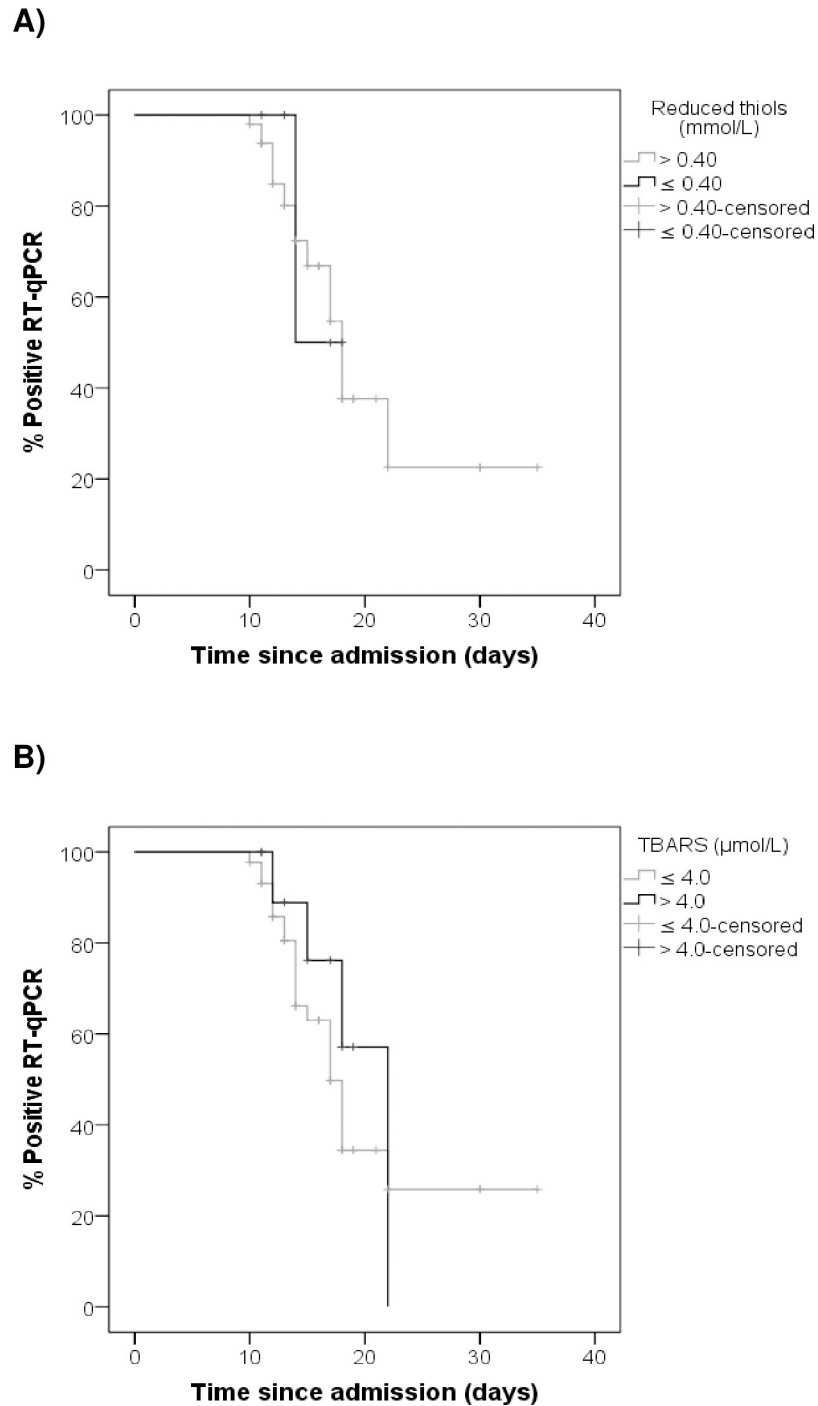 A)
Reduced thiols
(mmol/L)
> 0.40
≤ 0.40
> 0.40-censored
≤ 0.40-censored
100
80
60
40
20
0
% Positive RT-qPCR
0 10 20 30 40
Time since admission (days)
B)
TBARS (µmol/L)
≤ 4.0
> 4.0
≤ 4.0-censored
> 4.0-censored
100
80
60
40
20
0
% Positive RT-qPCR
0 10 20 30 40
Time since admission (days)